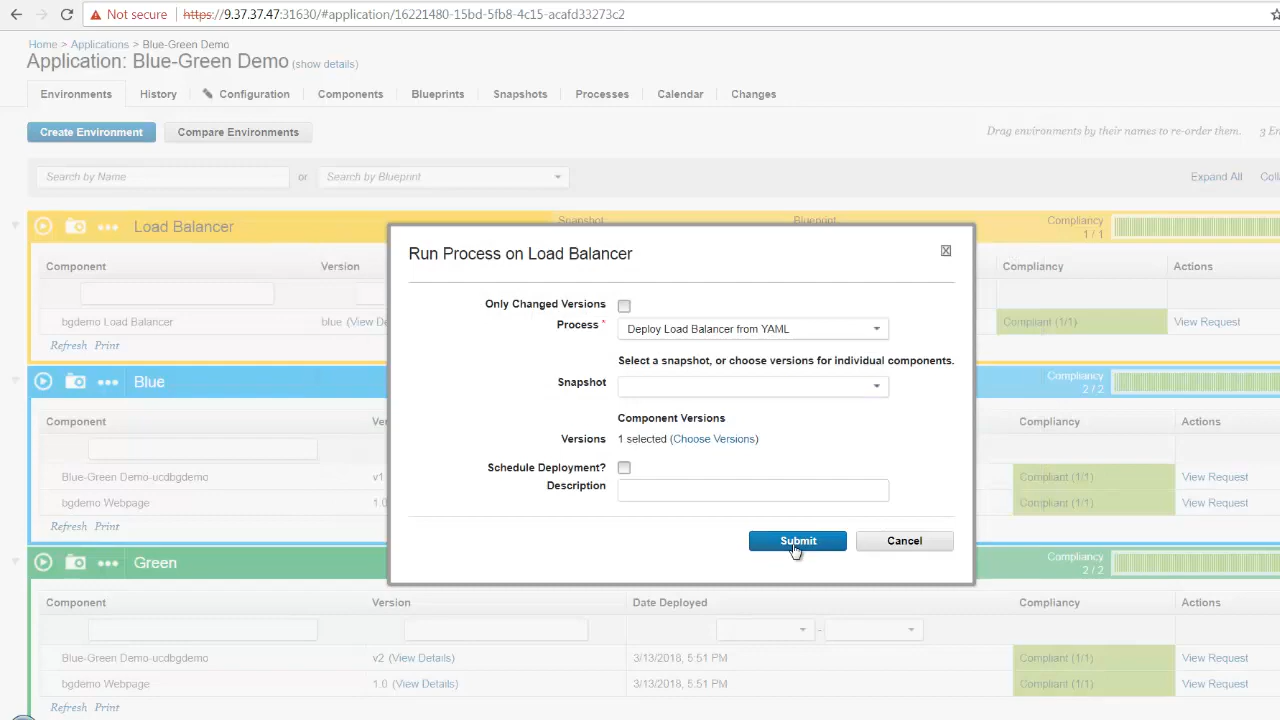 Not secure | https://9.37.37.47:31630/#application/16221480-15bd-5fb8-4c15-acafd33273c2
Home > Applications > Blue-Green Demo
Application: Blue-Green Demo (show details)
Environments History Configuration Components Blueprints Snapshots Processes Calendar Changes
Create Environment Compare Environments Drag environments by their names to re-order them. 3 En
Search by Name or Search by Blueprint Expand All Coll
Load Balancer Snapshot: Blueprint Compliancy
1 / 1
Run Process on Load Balancer
Component Version Compliancy Actions
Only Changed Versions
Process * Deploy Load Balancer from YAML
bgdemo Load Balancer blue (View De Compliant (1/1) View Request
Refresh Print
Select a snapshot, or choose versions for individual components.
Snapshot
Blue Compliancy
2 / 2
Component Ve Compliancy Actions
Component Versions
Versions 1 selected (Choose Versions)
Schedule Deployment?
Blue-Green Demo-ucdbgdemo v1 Compliant (1/1) View Request
Description
bgdemo Webpage 1.0 Compliant (1/1) View Request
Refresh Print
Submit Cancel
Green Compliancy
2 / 2
Component Version Date Deployed Compliancy Actions
-
Blue-Green Demo-ucdbgdemo v2 (View Details) 3/13/2018, 5:51 PM Compliant (1/1) View Request
bgdemo Webpage 1.0 (View Details) 3/13/2018, 5:51 PM Compliant (1/1) View Request
Refresh Print